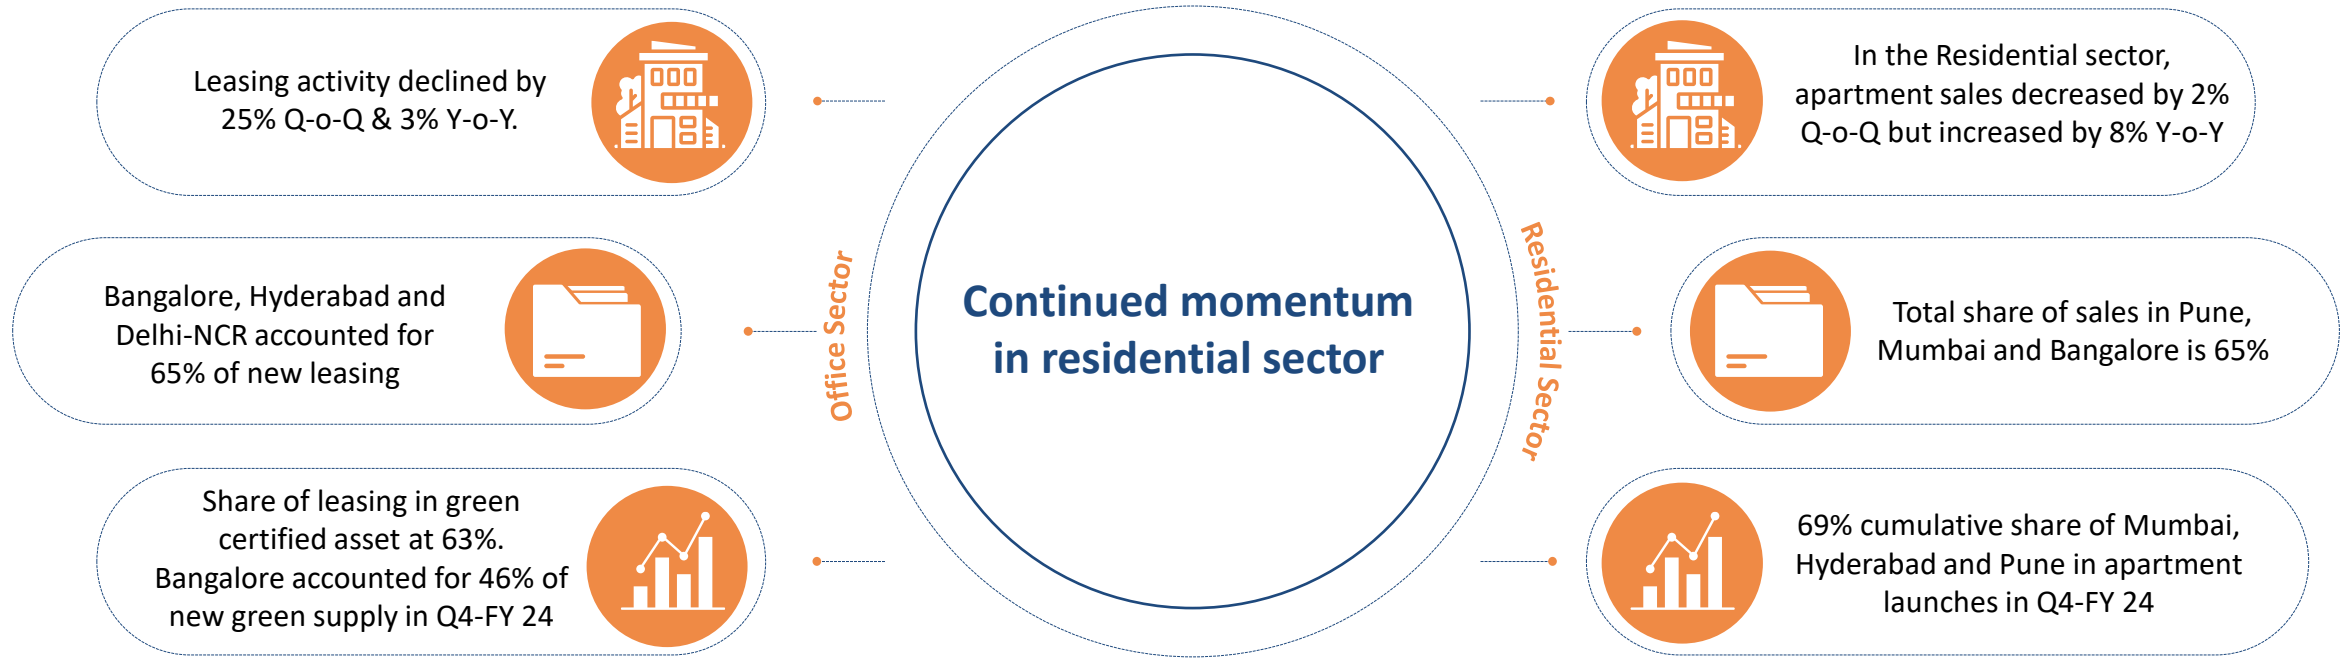 Leasing activity declined by
25% Q-o-Q & 3% Y-o-Y.
Bangalore, Hyderabad and
Delhi-NCR accounted for
65% of new leasing
Share of leasing in green
certified asset at 63%.
Bangalore accounted for 46% of
new green supply in Q4-FY 24
Office Sector
Continued momentum
in residential sector
Residential Sector
In the Residential sector,
apartment sales decreased by 2%
Q-o-Q but increased by 8% Y-o-Y
Total share of sales in Pune,
Mumbai and Bangalore is 65%
69% cumulative share of Mumbai,
Hyderabad and Pune in apartment
launches in Q4-FY 24